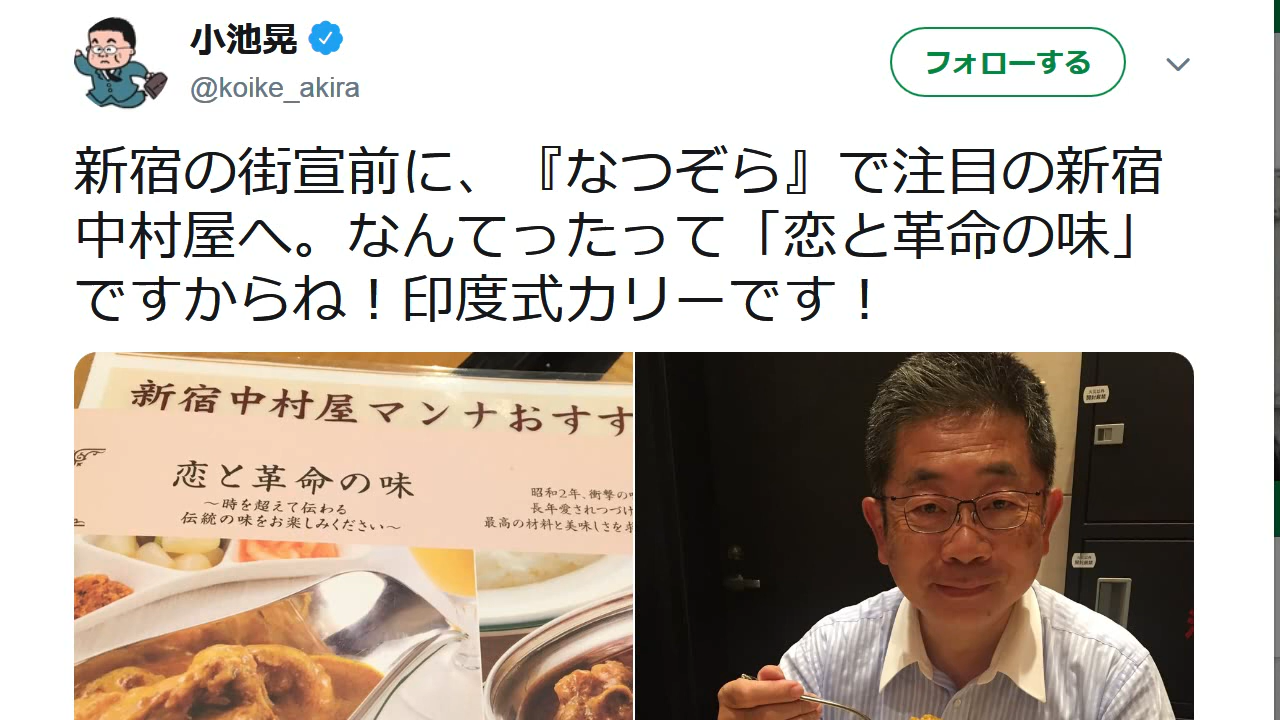 小池晃
@koike_akira
フォローする
新宿の街宣前に、『なつぞら』で注目の新宿
中村屋へ。なんてったって「恋と革命の味」
ですからね！印度式カリーです！
新宿中村屋マンナおすす
恋と革命の味
～時を超えて伝わる
伝統の味をお楽しみください～
昭和2年、衝撃の
長年愛されつづけ
最高の材料と美味しさを